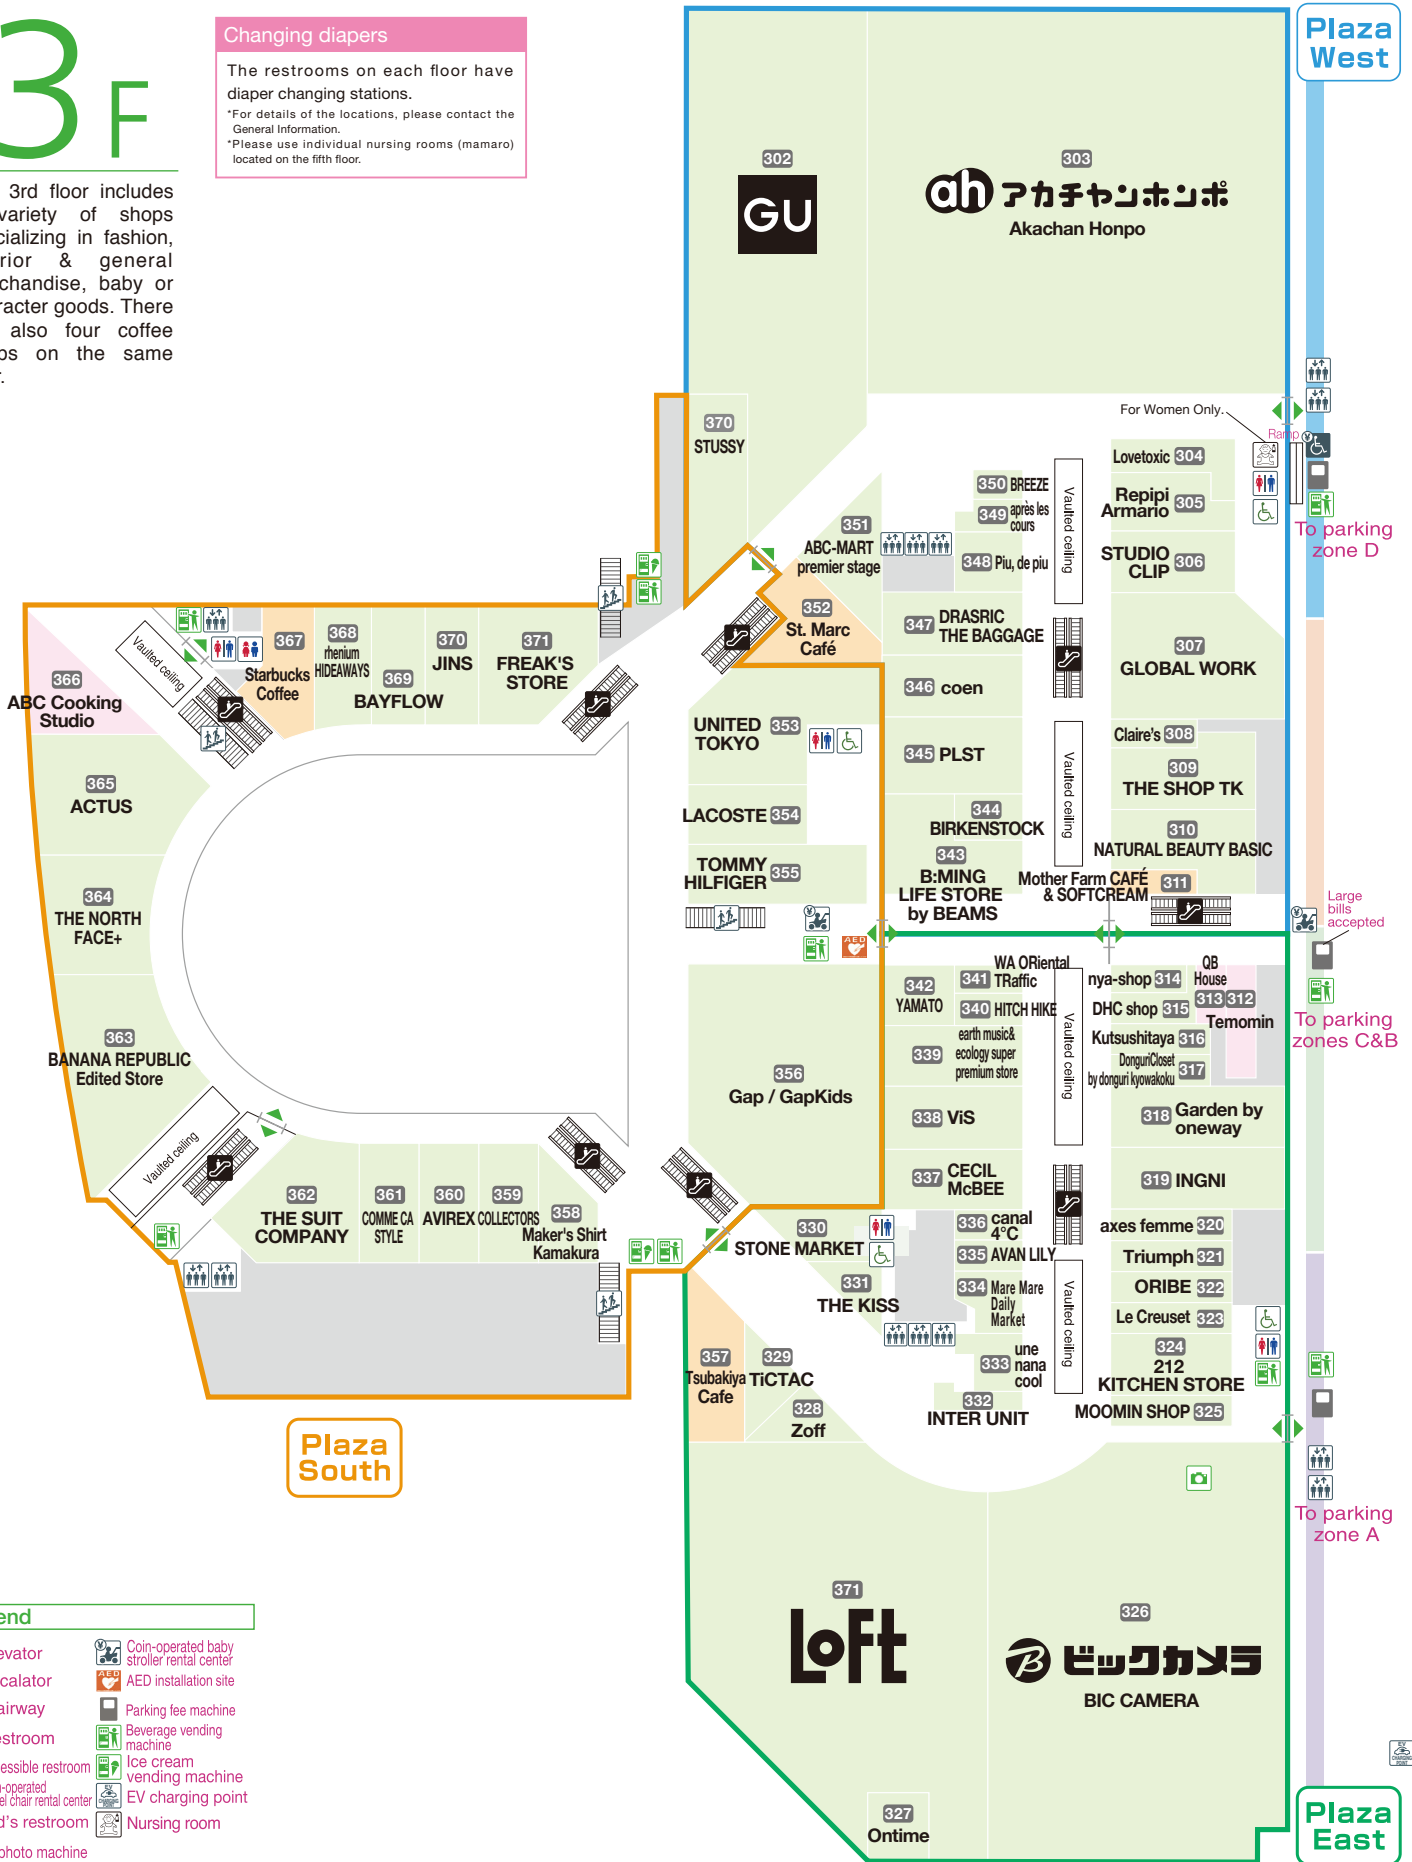 3F
3rd floor includes
variety of shops
fashion,
& general
baby or
goods. There
also four coffee
on the same
Changing diapers
The restrooms on each floor have
diaper changing stations.
*For details of the locations, please contact the
General Information.
*Please use individual nursing rooms (mamaro)
located on the fifth floor.
Plaza
West
302
GU
303
ah アカチャンホンポ
Akachan Honpo
370
STUSSY
For Women Only.
Ramp
Lovetoxic 304
Repipi
Armario 305
STUDIO
CLIP 306
To parking
zone D
350 BREEZE
349 après les
cours
348 Piu, de piu
Vaulted ceiling
351
ABC-MART
premier stage
352
St. Marc
Café
347 DRASRIC
THE BAGGAGE
307
GLOBAL WORK
346 coen
345 PLST
344
BIRKENSTOCK
343
B:MING
LIFE STORE
by BEAMS
Vaulted ceiling
Claire's 308
309
THE SHOP TK
310
NATURAL BEAUTY BASIC
Mother Farm CAFÉ
& SOFTCREAM 311
366
ABC Cooking
Studio
Vaulted ceiling
367
Starbucks
Coffee
368
rhenium
HIDEAWAYS
369
BAYFLOW
370
JINS
371
FREAK'S
STORE
365
ACTUS
364
THE NORTH
FACE+
363
BANANA REPUBLIC
Edited Store
UNITED
TOKYO 353
LACOSTE 354
TOMMY
HILFIGER 355
AED
Large
bills
accepted
To parking
zones C&B
356
Gap / GapKids
342
YAMATO
341 WA ORiental
TRaffic
340 HITCH HIKE
339 earth music&
ecology super
premium store
338 ViS
337 CECIL
McBEE
Vaulted ceiling
nya-shop 314
QB
House
313 312
Temomin
DHC shop 315
Kutsushitaya 316
DonguriCloset
by donguri kyowakoku 317
318 Garden by
oneway
319 INGNI
Vaulted ceiling
362
THE SUIT
COMPANY
361
COMME CA
STYLE
360
AVIREX
359
COLLECTORS
358
Maker's Shirt
Kamakura
330
STONE MARKET
331
THE KISS
336 canal
4°C
335 AVAN LILY
334 Mare Mare
Daily
Market
333 une
nana
cool
332
INTER UNIT
Vaulted ceiling
axes femme 320
Triumph 321
ORIBE 322
Le Creuset 323
324
212
KITCHEN STORE
MOOMIN SHOP 325
357
Tsubakiya
Cafe
329
TiCTAC
328
Zoff
Plaza
South
To parking
zone A
371
LoFt
326
B ビックカメラ
BIC CAMERA
327
Ontime
EV
CHARGING
POINT
Plaza
East
Coin-operated baby
stroller rental center
AED
AED installation site
Parking fee machine
restroom
Beverage vending
machine
Ice cream
vending machine
EV
CHARGING
POINT
EV charging point
restroom
Nursing room
photo machine